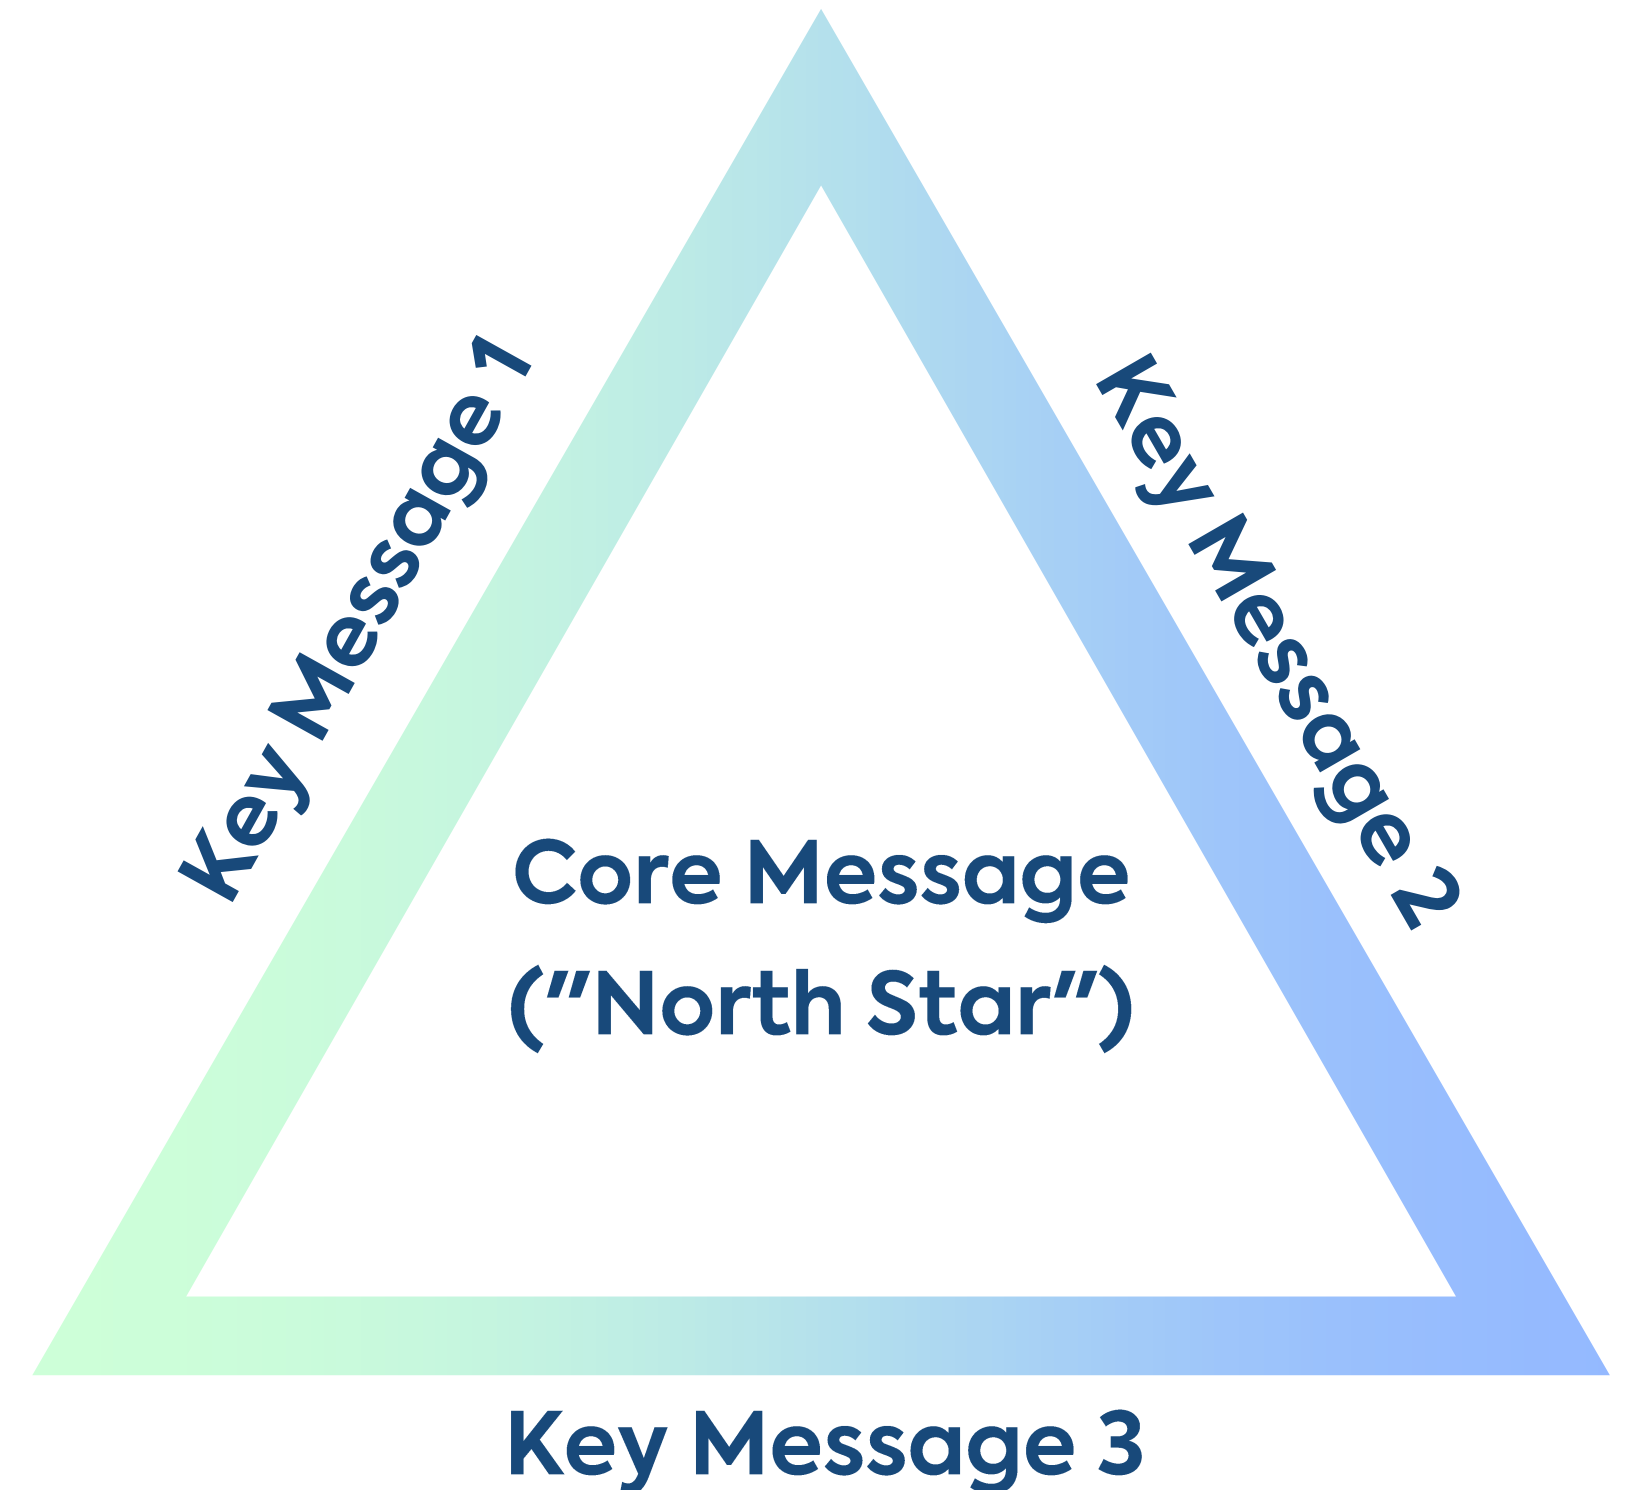 Key Message 1
Key Message 2
Core Message
("North Star")
Key Message 3